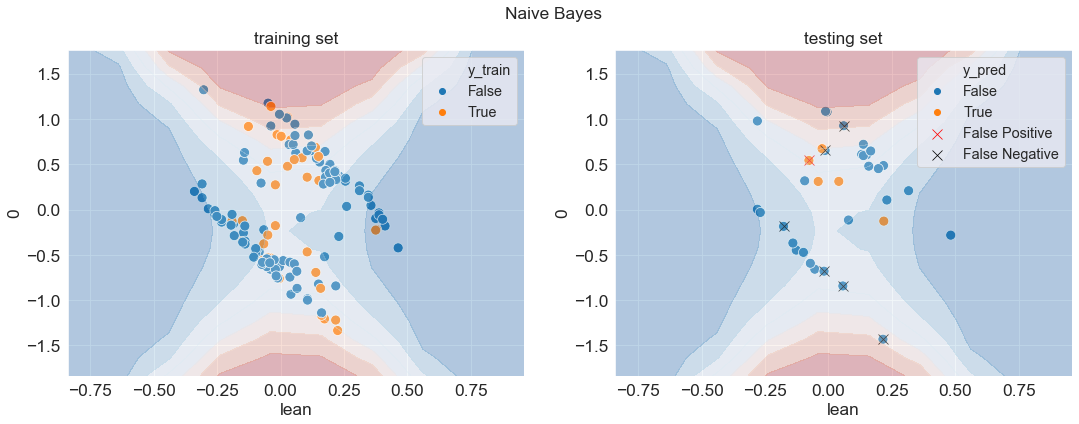 Naive Bayes
training set
1.5
1.0
0.5
0.0
−0.5
−1.0
−1.5
0
−0.75
−0.50
−0.25
0.00
0.25
0.50
0.75
lean
y_train
False
True
testing set
1.5
1.0
0.5
0.0
−0.5
−1.0
−1.5
0
−0.75
−0.50
−0.25
0.00
0.25
0.50
0.75
lean
y_pred
False
True
False Positive
False Negative